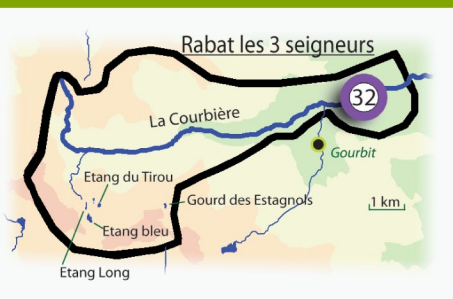 Rabat les 3 seigneurs
32
La Courbière
Gourbit
Etang du Tirou
Gourd des Estagnols
1 km
Etang bleu
Etang Long